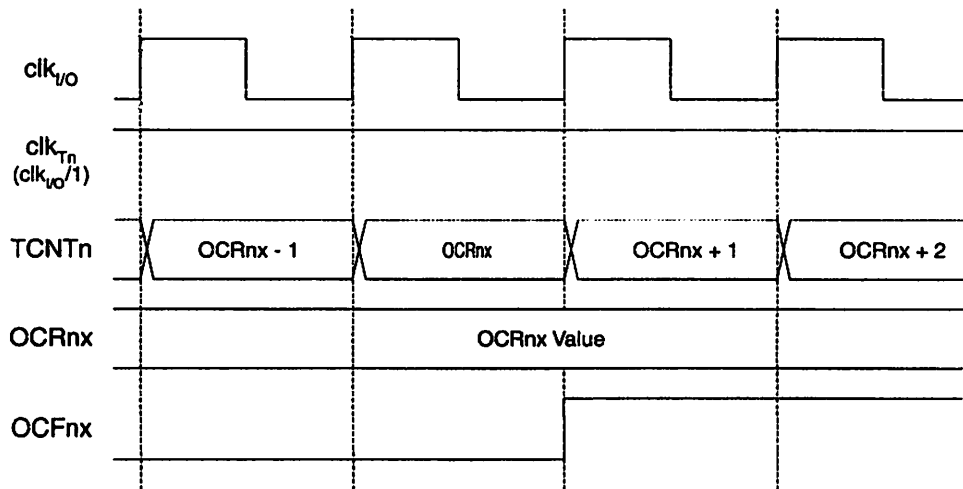 clkI/O
clkTn
(clkI/O/1)
TCNTn
OCRnx - 1
OCRnx
OCRnx + 1
OCRnx + 2
OCRnx
OCRnx Value
OCFnx